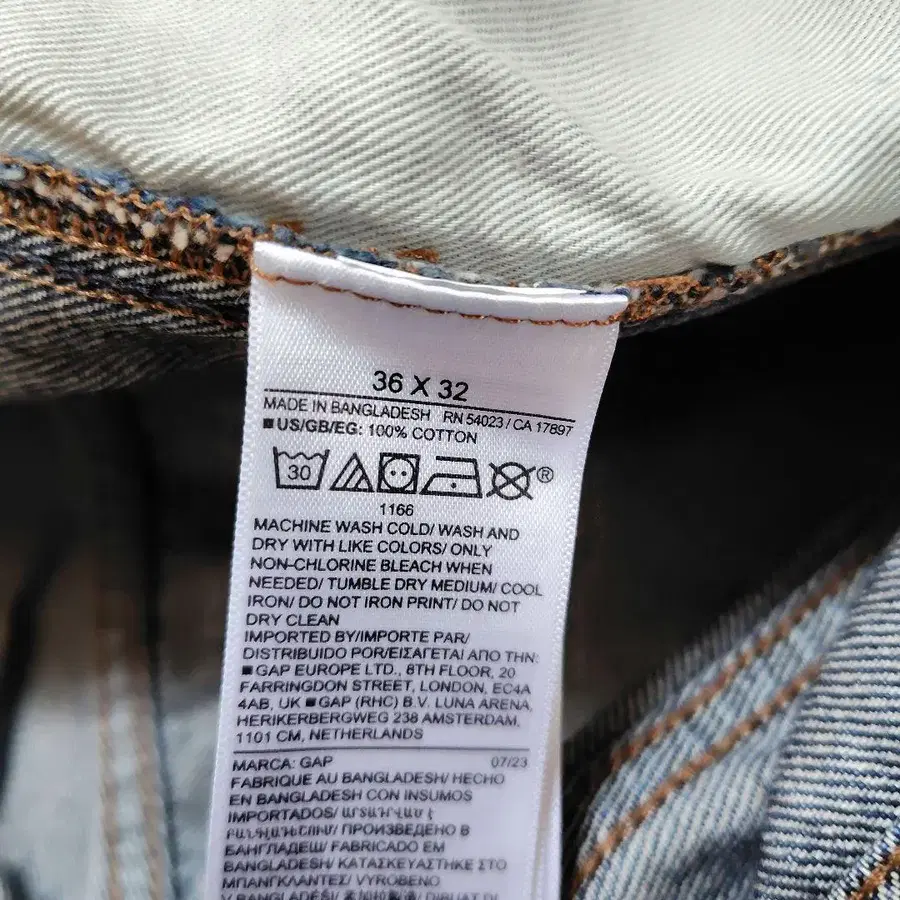 36 X 32
MADE IN BANGLADESH RN 54023 / CA 17897
■ US/GB/EG: 100% COTTON
30 ®
1166
MACHINE WASH COLD/ WASH AND
DRY WITH LIKE COLORS/ ONLY
NON-CHLORINE BLEACH WHEN
NEEDED/ TUMBLE DRY MEDIUM/ COOL
IRON/ DO NOT IRON PRINT/ DO NOT
DRY CLEAN
IMPORTED BY/IMPORTE PAR/
DISTRIBUIDO POR/ΕΙΣΑΓΕΤΑΙ ΑΠΟ ΤΗΝ:
■ GAP EUROPE LTD., 8TH FLOOR, 20
FARRINGDON STREET, LONDON, EC4A
4AB, UK ■ GAP (RHC) B.V. LUNA ARENA,
HERIKERBERGWEG 238 AMSTERDAM,
1101 CM, NETHERLANDS
MARCA: GAP 07/23
FABRIQUE AU BANGLADESH/ HECHO
EN BANGLADESH CON INSUMOS
IMPORTADOS/ ԱՐՏԱԴՐՎԱԾ Է
ԲԱՆԳԼԱԴԵՇՈՒՄ/ ПРОИЗВЕДЕНО В
БАНГЛАДЕШ/ FABRICADO EM
BANGLADESH/ ΚΑΤΑΣΚΕΥΑΣΤΗΚΕ ΣΤΟ
ΜΠΑΝΓΚΛΑΝΤΕΣ/ VYROBENO
V BANGLADÉŠI/